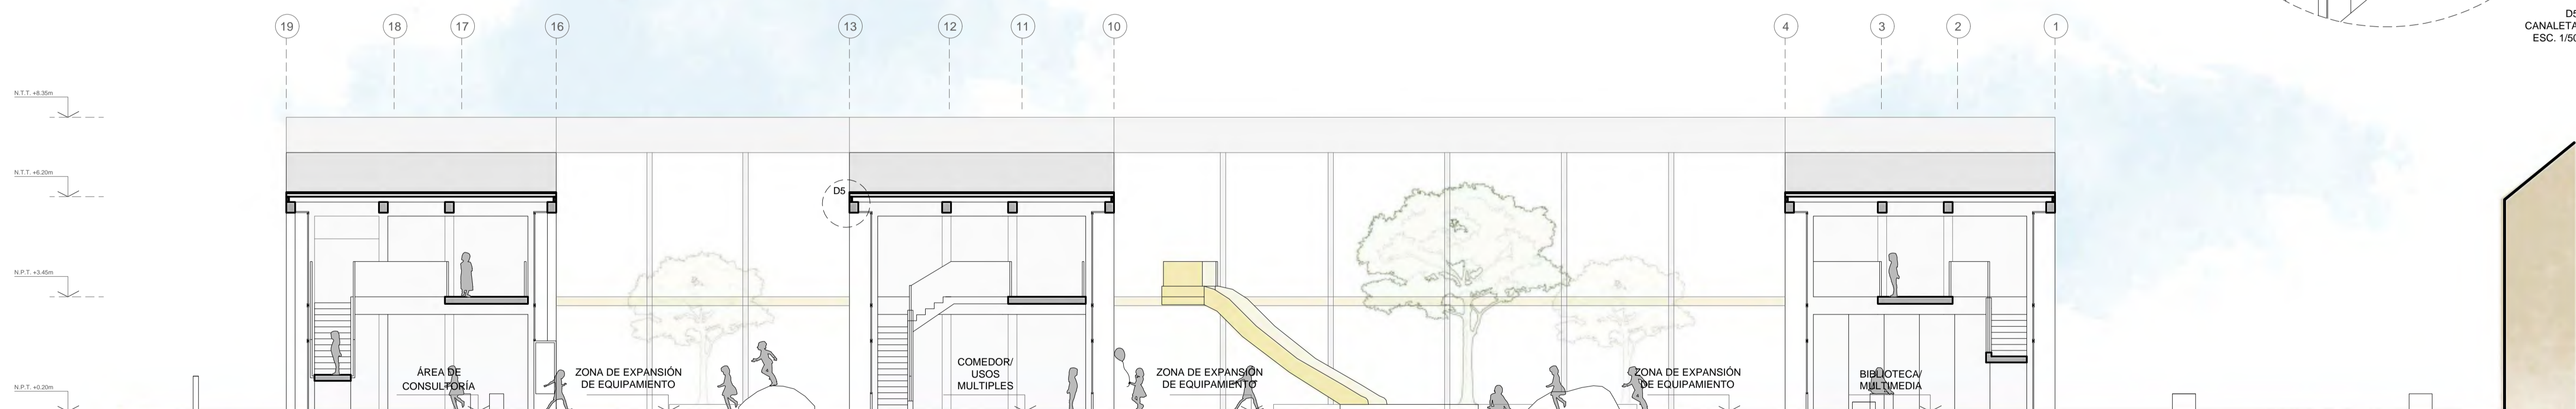 19
18
17
16
13
12
11
10
4
3
2
1
D5
CANALETA
ESC. 1/50
N.T.T. +8.35m
N.T.T. +6.20m
D5
N.P.T. +3.45m
N.P.T. +0.20m
ÁREA DE
CONSULTORÍA
ZONA DE EXPANSIÓN
DE EQUIPAMIENTO
COMEDOR/
USOS
MULTIPLES
ZONA DE EXPANSIÓN
DE EQUIPAMIENTO
ZONA DE EXPANSIÓN
DE EQUIPAMIENTO
BIBLIOTECA/
MULTIMEDIA